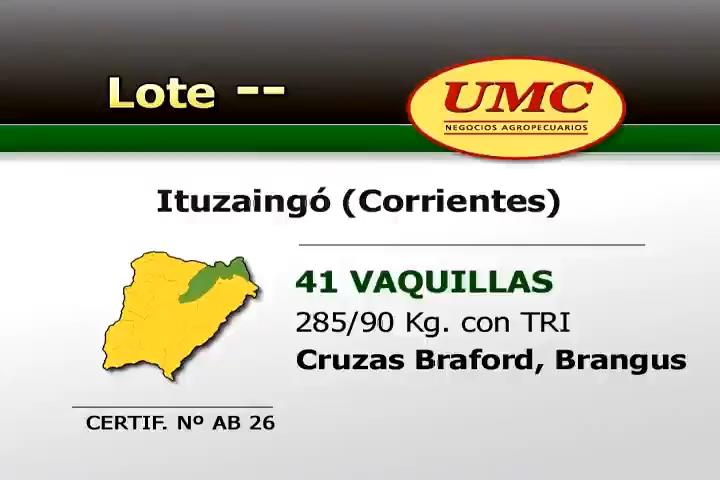 Lote --
UMC
NEGOCIOS AGROPECUARIOS
Ituzaingó (Corrientes)
41 VAQUILLAS
285/90 Kg. con TRI
Cruzas Braford, Brangus
CERTIF. Nº AB 26